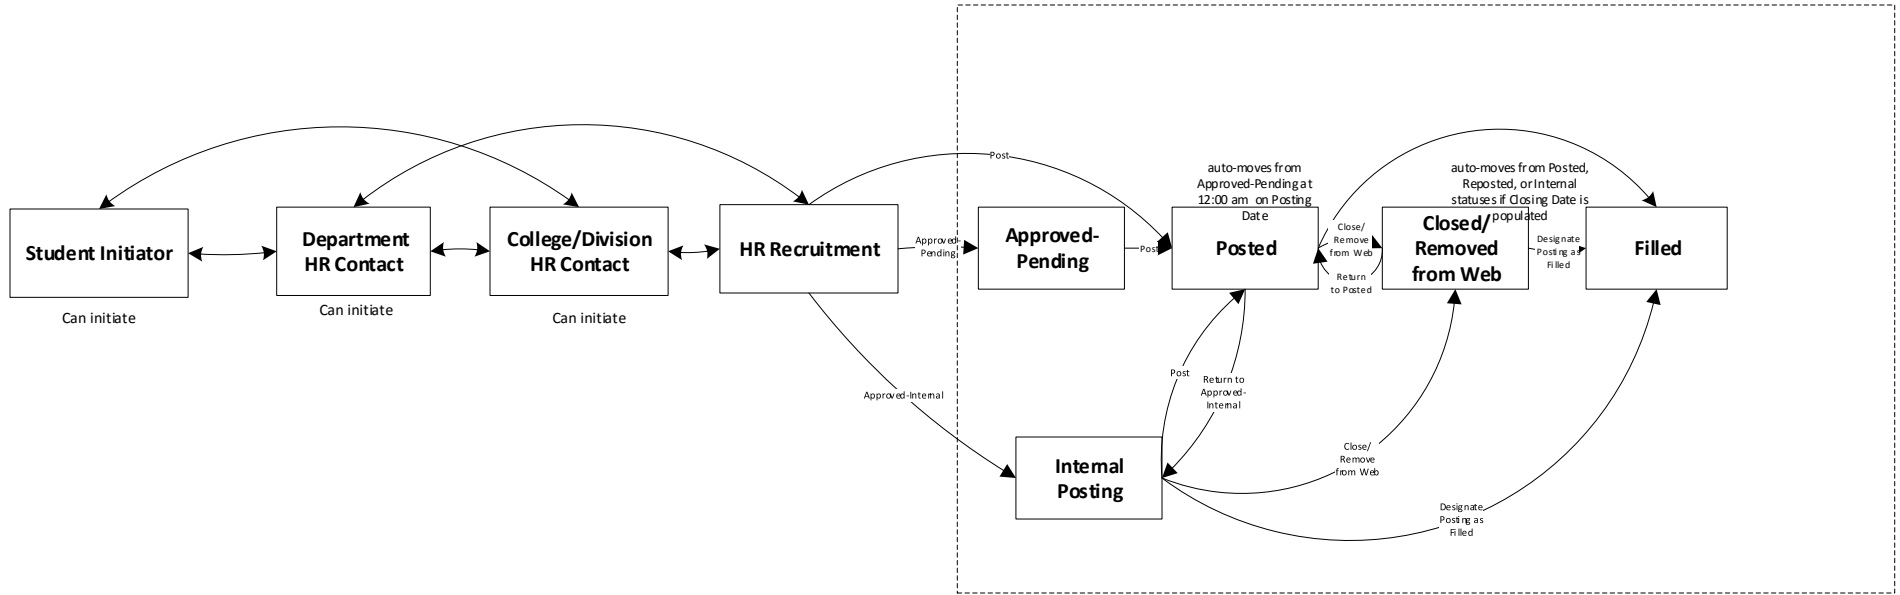 Student Initiator
Can initiate
Department
HR Contact
Can initiate
College/Division
HR Contact
Can initiate
HR Recruitment
Post
Approved-
Pending
Approved-Internal
Approved-
Pending
Post
auto-moves from
Approved-Pending at
12:00 am on Posting
Date
Posted
Close/
Remove
from Web
Return
to Posted
auto-moves from Posted,
Reposted, or Internal
statuses if Closing Date is
populated
Closed/
Removed
from Web
Designate
Posting as
Filled
Filled
Post
Return to
Approved-
Internal
Internal
Posting
Close/
Remove
from Web
Designate
Posting as
Filled